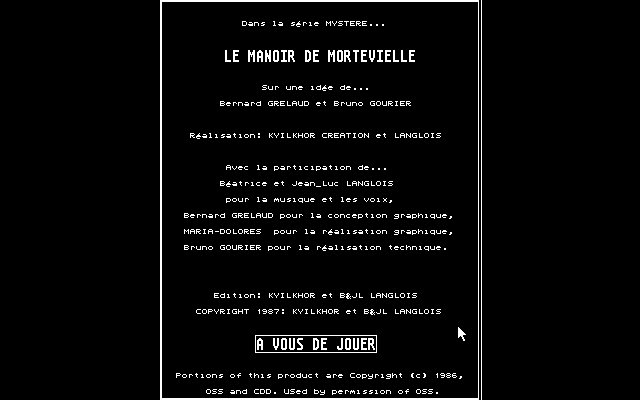 Dans la série MYSTERE...
LE MANOIR DE MORTEVIELLE
Sur une idée de...
Bernard GRELAUD et Bruno GOURIER
Réalisation: KYILKHOR CREATION et LANGLOIS
Avec la participation de...
Béatrice et Jean_Luc LANGLOIS
pour la musique et les voix,
Bernard GRELAUD pour la conception graphique,
MARIA-DOLORES pour la réalisation graphique,
Bruno GOURIER pour la réalisation technique.
Edition: KYILKHOR et B&JL LANGLOIS
COPYRIGHT 1987: KYILKHOR et B&JL LANGLOIS
A VOUS DE JOUER
Portions of this product are Copyright (c) 1986,
OSS and CDD. USed by permission of OSS.